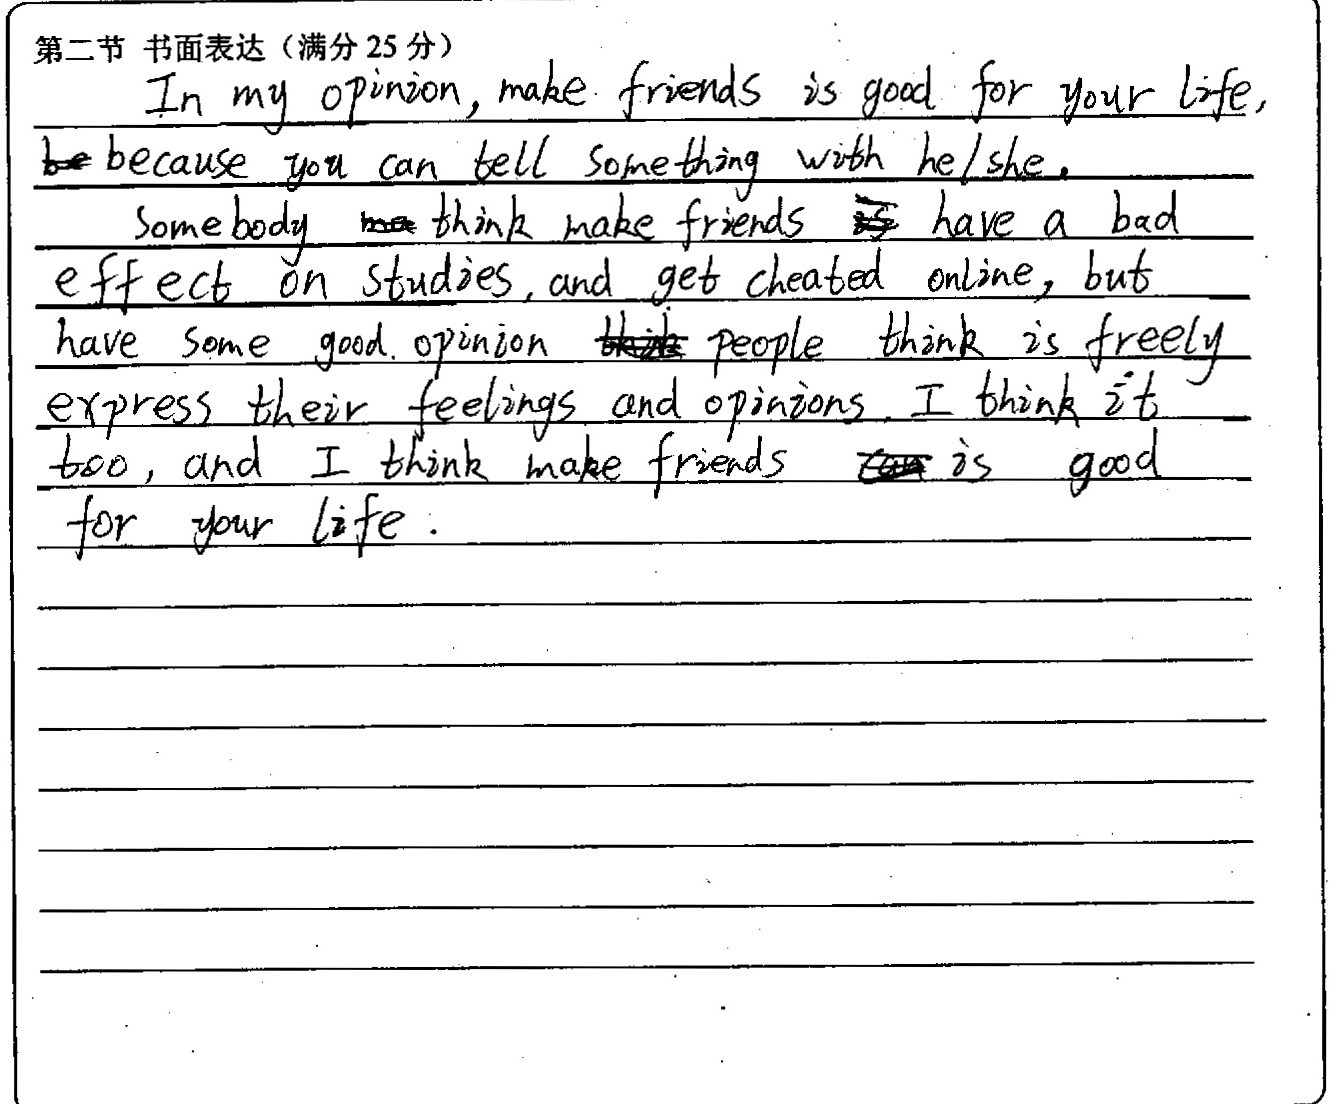 第二节 书面表达（满分 25 分）
In my opinion, make friends is good for your life,
because you can tell something with he/she.
Somebody think make friends have a bad
effect on studies, and get cheated online, but
have some good opinion people think is freely
express their feelings and opinions. I think it
too, and I think make friends is good
for your life.